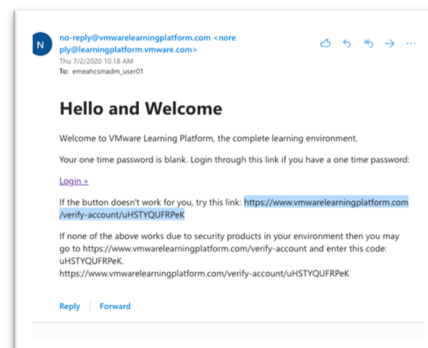 N
no-reply@vmwarelearningplatform.com <nore
ply@learningplatform.vmware.com>
Thu 7/2/2020 10:18 AM
To: emeahcsmadm_user01
Hello and Welcome
Welcome to VMware Learning Platform, the complete learning environment.
Your one time password is blank. Login through this link if you have a one time password:
Login »
If the button doesn't work for you, try this link: https://www.vmwarelearningplatform.com
/verify-account/uHSTYQUFRPeK
If none of the above works due to security products in your environment then you may
go to https://www.vmwarelearningplatform.com/verify-account and enter this code:
uHSTYQUFRPeK.
https://www.vmwarelearningplatform.com/verify-account/uHSTYQUFRPeK
Reply
Forward